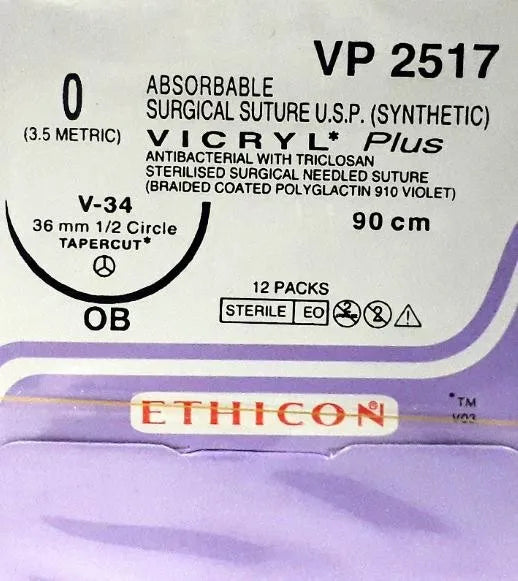 VP 2517
0
(3.5 METRIC)
ABSORBABLE
SURGICAL SUTURE U.S.P. (SYNTHETIC)
VICRYL* Plus
ANTIBACTERIAL WITH TRICLOSAN
STERILISED SURGICAL NEEDLED SUTURE
(BRAIDED COATED POLYGLACTIN 910 VIOLET)
V-34
36 mm 1/2 Circle
TAPERCUT*
90 cm
OB
12 PACKS
STERILE EO
2 2
ETHICON®
*TM